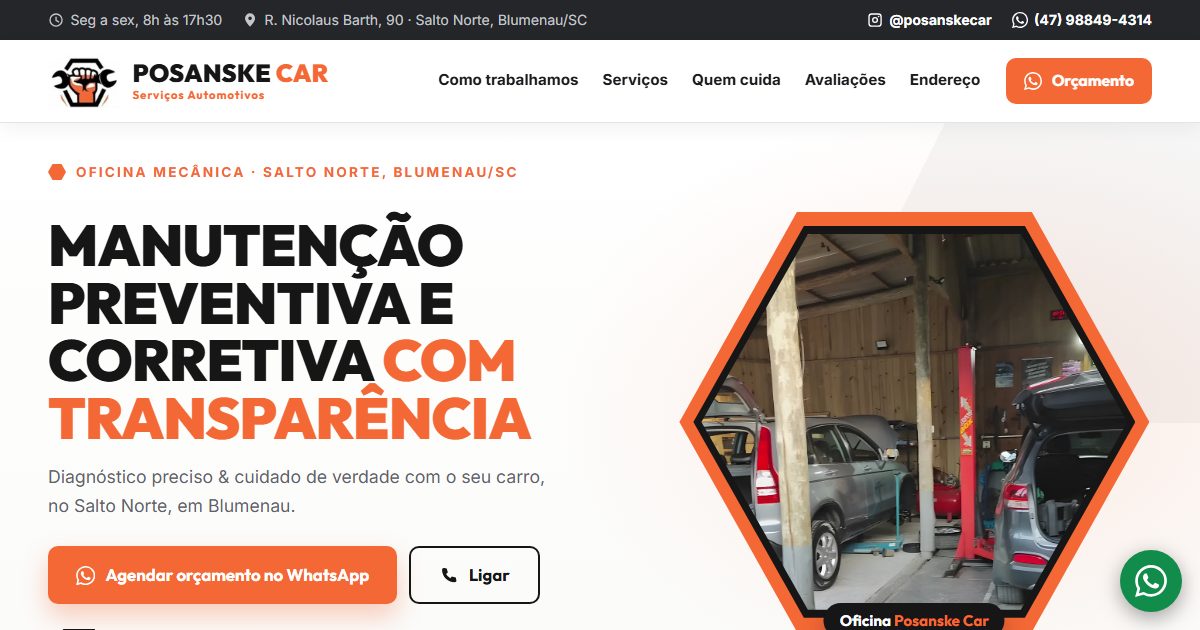 Seg a sex, 8h às 17h30
R. Nicolaus Barth, 90 · Salto Norte, Blumenau/SC
@posanskecar
(47) 98849-4314
POSANSKE CAR
Serviços Automotivos
Como trabalhamos
Serviços
Quem cuida
Avaliações
Endereço
Orçamento
OFICINA MECÂNICA · SALTO NORTE, BLUMENAU/SC
MANUTENÇÃO
PREVENTIVA E
CORRETIVA COM
TRANSPARÊNCIA
Diagnóstico preciso & cuidado de verdade com o seu carro,
no Salto Norte, em Blumenau.
Agendar orçamento no WhatsApp
Ligar
Oficina Posanske Car